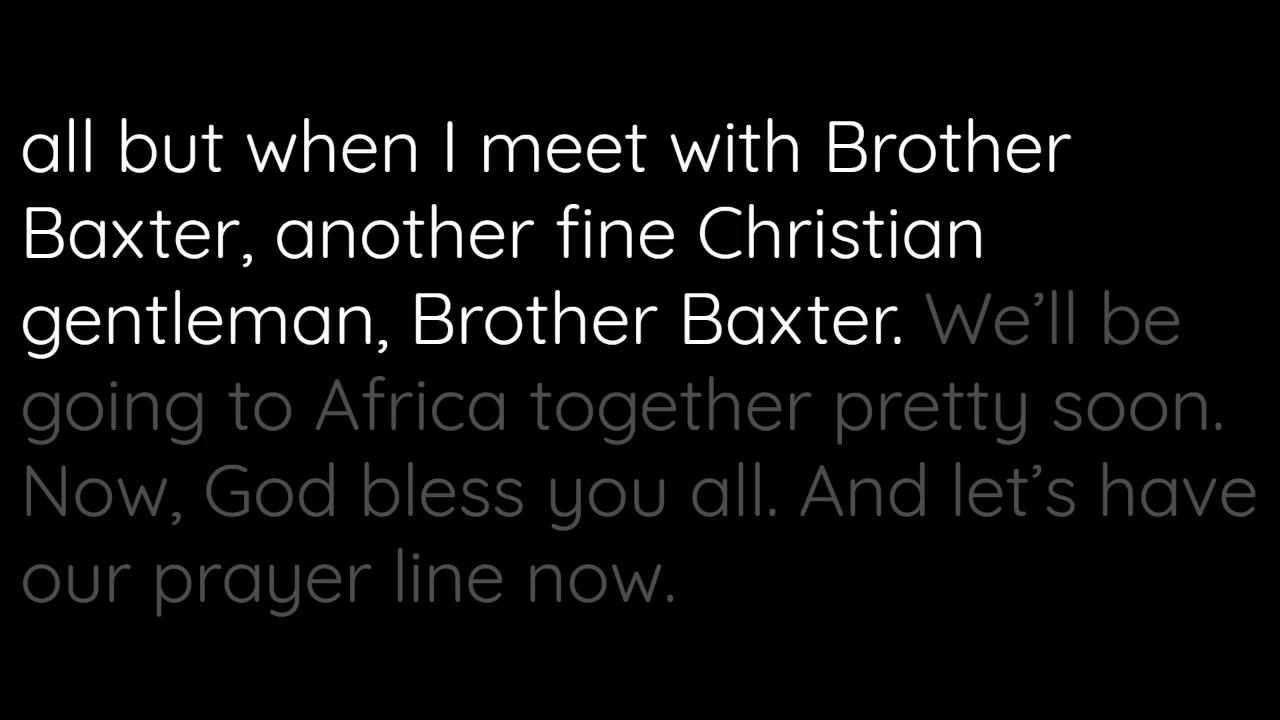 all but when I meet with Brother
Baxter, another fine Christian
gentleman, Brother Baxter. We’ll be
going to Africa together pretty soon.
Now, God bless you all. And let’s have
our prayer line now.